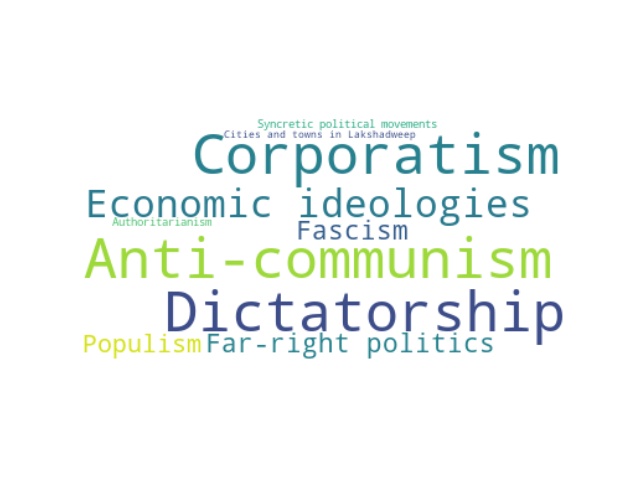 Syncretic political movements
Cities and towns in Lakshadweep
Corporatism
Economic ideologies
Authoritarianism
Fascism
Anti-communism
Dictatorship
Populism
Far-right politics